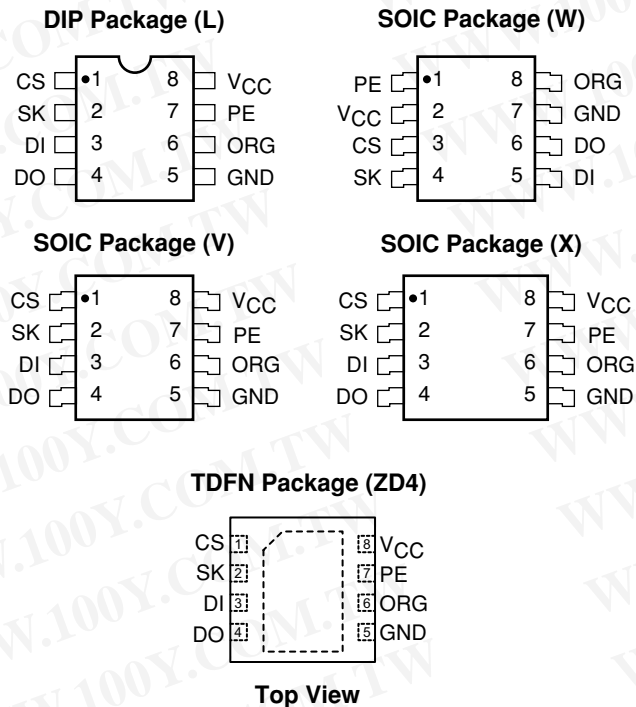 DIP Package (L)
CS 1 8 VCC
SK 2 7 PE
DI 3 6 ORG
DO 4 5 GND
SOIC Package (W)
PE 1 8 ORG
VCC 2 7 GND
CS 3 6 DO
SK 4 5 DI
SOIC Package (V)
CS 1 8 VCC
SK 2 7 PE
DI 3 6 ORG
DO 4 5 GND
SOIC Package (X)
CS 1 8 VCC
SK 2 7 PE
DI 3 6 ORG
DO 4 5 GND
TDFN Package (ZD4)
CS 1 8 VCC
SK 2 7 PE
DI 3 6 ORG
DO 4 5 GND
Top View
WWW.100Y.COM.TW